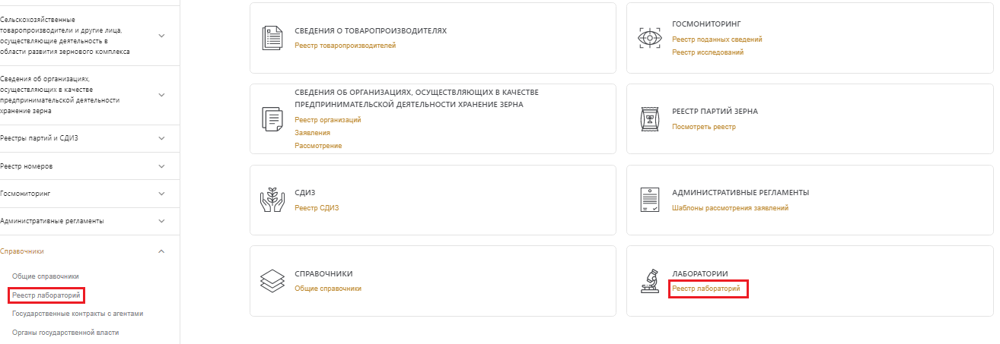 Сельскохозяйственные
товаропроизводители и другие лица,
осуществляющие деятельность в
области развития зернового комплекса
Сведения об организациях,
осуществляющих в качестве
предпринимательской деятельности
хранение зерна
Реестры партий и СДИЗ
Реестр номеров
Госмониторинг
Административные регламенты
Справочники
Общие справочники
Реестр лабораторий
Государственные контракты с агентами
Органы государственной власти
СВЕДЕНИЯ О ТОВАРОПРОИЗВОДИТЕЛЯХ
Реестр товаропроизводителей
ГОСМОНИТОРИНГ
Реестр поданных сведений
Реестр исследований
СВЕДЕНИЯ ОБ ОРГАНИЗАЦИЯХ, ОСУЩЕСТВЛЯЮЩИХ В КАЧЕСТВЕ
ПРЕДПРИНИМАТЕЛЬСКОЙ ДЕЯТЕЛЬНОСТИ ХРАНЕНИЕ ЗЕРНА
Реестр организаций
Заявления
Рассмотрение
РЕЕСТР ПАРТИЙ ЗЕРНА
Посмотреть реестр
СДИЗ
Реестр СДИЗ
АДМИНИСТРАТИВНЫЕ РЕГЛАМЕНТЫ
Шаблоны рассмотрения заявлений
СПРАВОЧНИКИ
Общие справочники
ЛАБОРАТОРИИ
Реестр лабораторий